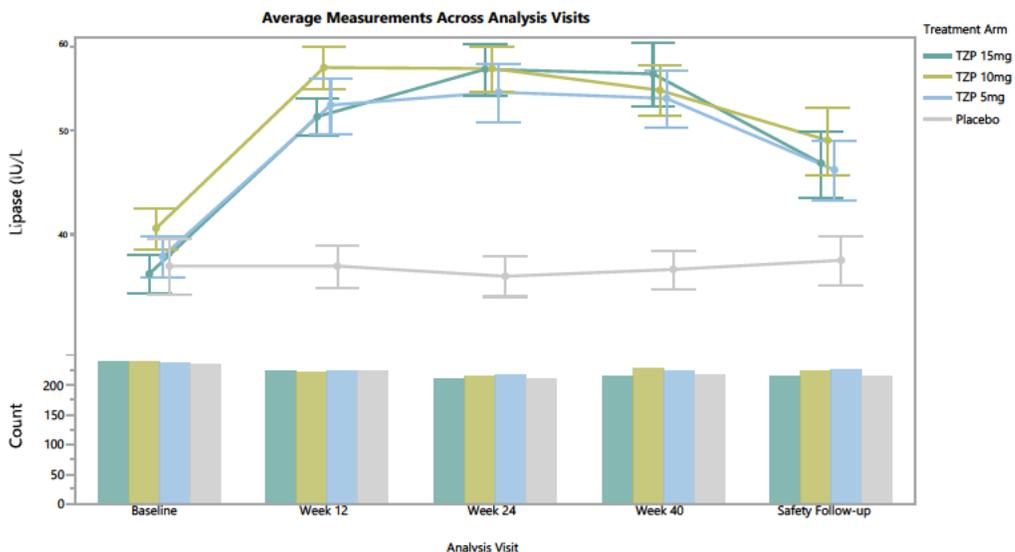 Average Measurements Across Analysis Visits
Treatment Arm
TZP 15mg
TZP 10mg
TZP 5mg
Placebo
Lipase (iU/L
60
50
40
Count
200
150
100
50
0
Baseline
Week 12
Week 24
Week 40
Safety Follow-up
Analysis Visit